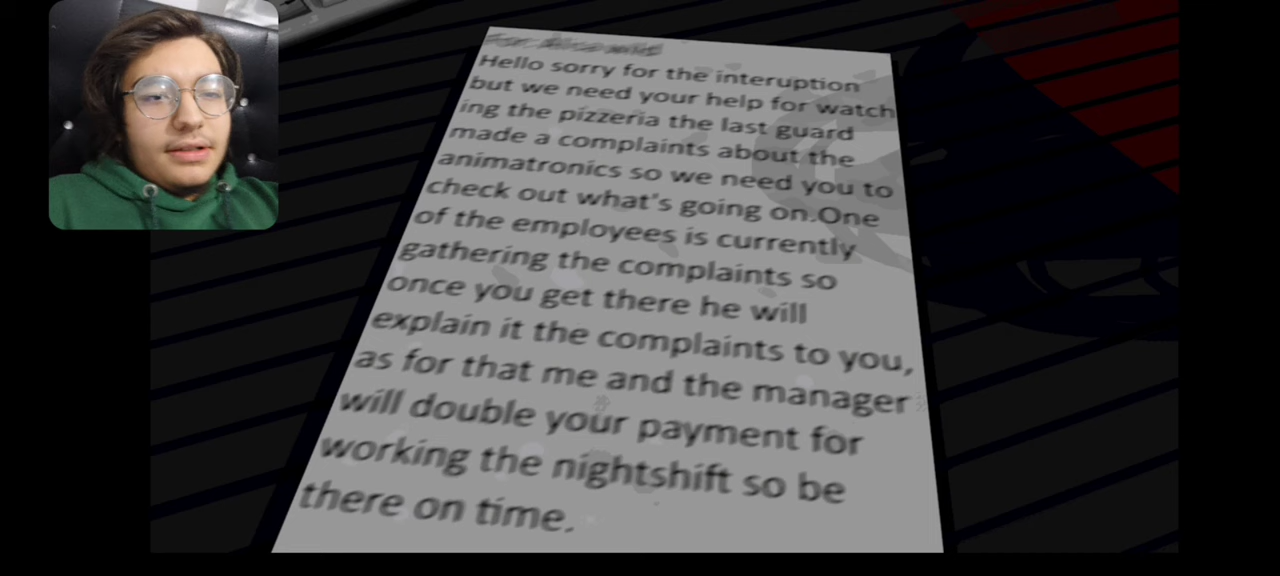 Hello sorry for the interuption
but we need your help for watch
ing the pizzeria the last guard
made a complaints about the
animatronics so we need you to
check out what's going on.One
of the employees is currently
gathering the complaints so
once you get there he will
explain it the complaints to you,
as for that me and the manager
will double your payment for
working the nightshift so be
there on time.